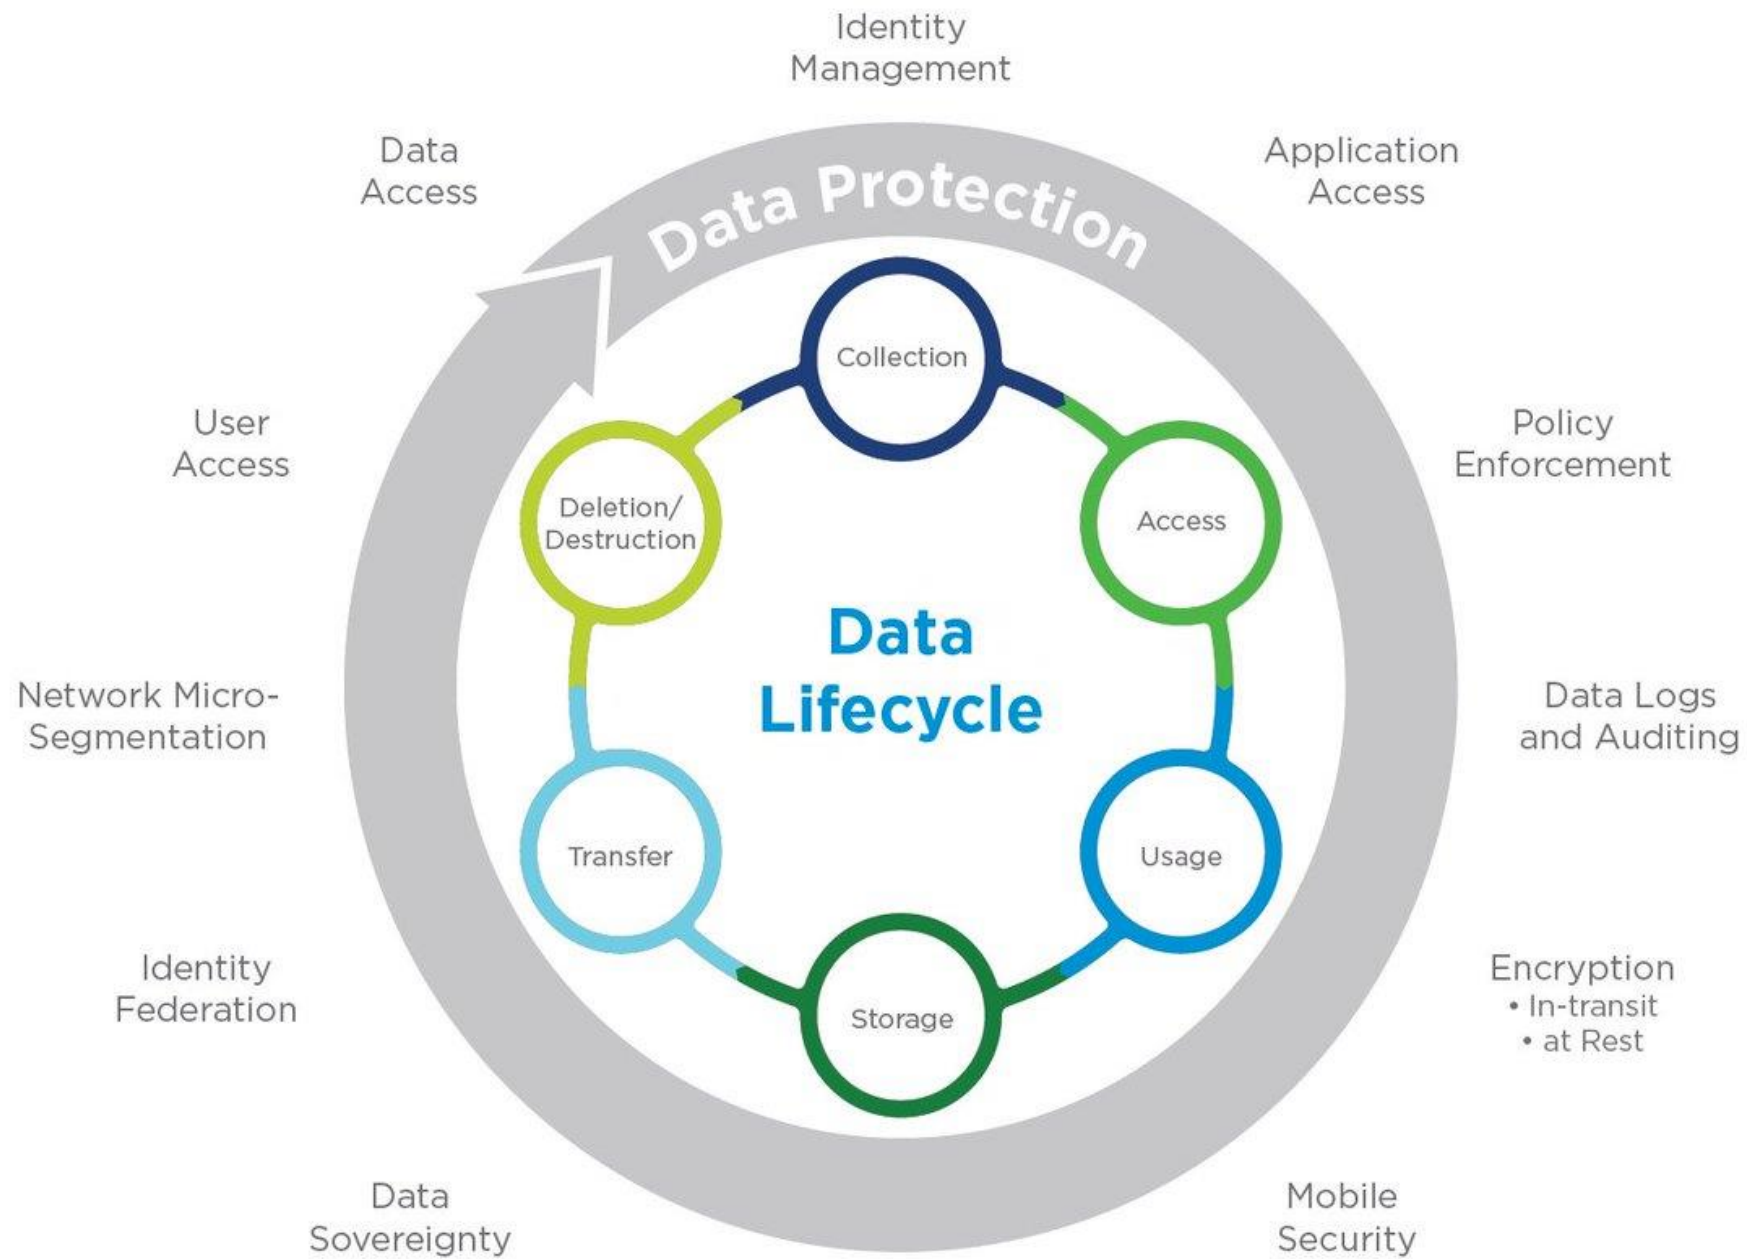 Identity
Management
Data
Access
Application
Access
Data Protection
Collection
User
Access
Policy
Enforcement
Deletion/
Destruction
Access
Data
Lifecycle
Network Micro-
Segmentation
Data Logs
and Auditing
Transfer
Usage
Identity
Federation
Encryption
• In-transit
• at Rest
Storage
Data
Sovereignty
Mobile
Security